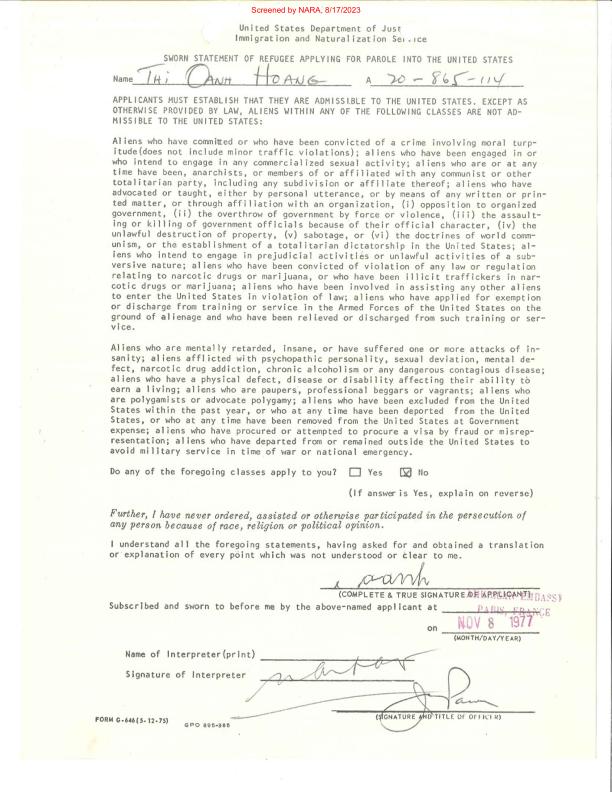 Screened by NARA, 8/17/2023
United States Department of Just
Immigration and Naturalization Ser.ice
SWORN STATEMENT OF REFUGEE APPLYING FOR PAROLE INTO THE UNITED STATES
Name THI OANH HOANG A 20-865-114
APPLICANTS MUST ESTABLISH THAT THEY ARE ADMISSIBLE TO THE UNITED STATES. EXCEPT AS
OTHERWISE PROVIDED BY LAW, ALIENS WITHIN ANY OF THE FOLLOWING CLASSES ARE NOT AD-
MISSIBLE TO THE UNITED STATES:
Aliens who have committed or who have been convicted of a crime involving moral turp-
itude(does not include minor traffic violations); aliens who have been engaged in or
who intend to engage in any commercialized sexual activity; aliens who are or at any
time have been, anarchists, or members of or affiliated with any communist or other
totalitarian party, including any subdivision or affiliate thereof; aliens who have
advocated or taught, either by personal utterance, or by means of any written or prin-
ted matter, or through affiliation with an organization, (i) opposition to organized
government, (ii) the overthrow of government by force or violence, (iii) the assault-
ing or killing of government officials because of their official character, (iv) the
unlawful destruction of property, (v) sabotage, or (vi) the doctrines of world comm-
unism, or the establishment of a totalitarian dictatorship in the United States; al-
iens who intend to engage in prejudicial activities or unlawful activities of a sub-
versive nature; aliens who have been convicted of violation of any law or regulation
relating to narcotic drugs or marijuana, or who have been illicit traffickers in nar-
cotic drugs or marijuana; aliens who have been involved in assisting any other aliens
to enter the United States in violation of law; aliens who have applied for exemption
or discharge from training or service in the Armed Forces of the United States on the
ground of alienage and who have been relieved or discharged from such training or ser-
vice.
Aliens who are mentally retarded, insane, or have suffered one or more attacks of in-
sanity; aliens afflicted with psychopathic personality, sexual deviation, mental de-
fect, narcotic drug addiction, chronic alcoholism or any dangerous contagious disease;
aliens who have a physical defect, disease or disability affecting their ability to
earn a living; aliens who are paupers, professional beggars or vagrants; aliens who
are polygamists or advocate polygamy; aliens who have been excluded from the United
States within the past year, or who at any time have been deported from the United
States, or who at any time have been removed from the United States at Government
expense; aliens who have procured or attempted to procure a visa by fraud or misrep-
resentation; aliens who have departed from or remained outside the United States to
avoid military service in time of war or national emergency.
Do any of the foregoing classes apply to you? Yes No
(If answer is Yes, explain on reverse)
Further, I have never ordered, assisted or otherwise participated in the persecution of
any person because of race, religion or political opinion.
I understand all the foregoing statements, having asked for and obtained a translation
or explanation of every point which was not understood or clear to me.
oanh
(COMPLETE & TRUE SIGNATURE OF APPLICANT)
EMBASSY
Subscribed and sworn to before me by the above-named applicant at PARIS, FRANCE
on NOV 8 1977
(MONTH/DAY/YEAR)
Name of Interpreter(print)
Signature of Interpreter
(SIGNATURE AND TITLE OF OFFICER)
FORM G-646 (5-12-75) GPO 895-885